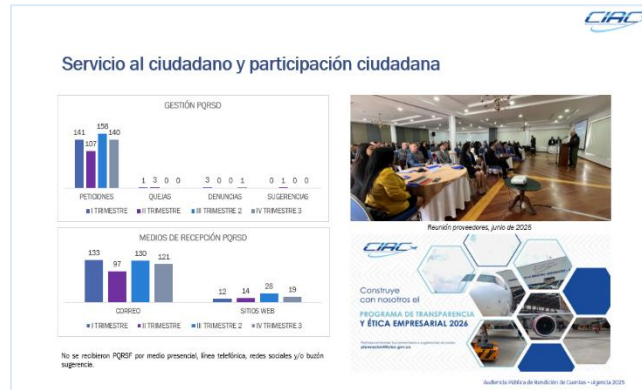 CIAC
Servicio al ciudadano y participación ciudadana
GESTIÓN PQRSD
141 107 158 140
1 3 0 0
3 0 0 1
0 1 0 0
PETICIONES QUEJAS DENUNCIAS SUGERENCIAS
I TRIMESTRE II TRIMESTRE III TRIMESTRE 2 IV TRIMESTRE 3
MEDIOS DE RECEPCIÓN PQRSD
133 97 130 121
12 14 28 19
CORREO SITIOS WEB
I TRIMESTRE II TRIMESTRE III TRIMESTRE 2 IV TRIMESTRE 3
No se recibieron PQRSF por medio presencial, línea telefónica, redes sociales y/o buzón
sugerencia.
Reunión proveedores, junio de 2025
CIAC
Construye
con nosotros el
PROGRAMA DE TRANSPARENCIA
Y ÉTICA EMPRESARIAL 2026
Audiencia Pública de Rendición de Cuentas - vigencia 2025